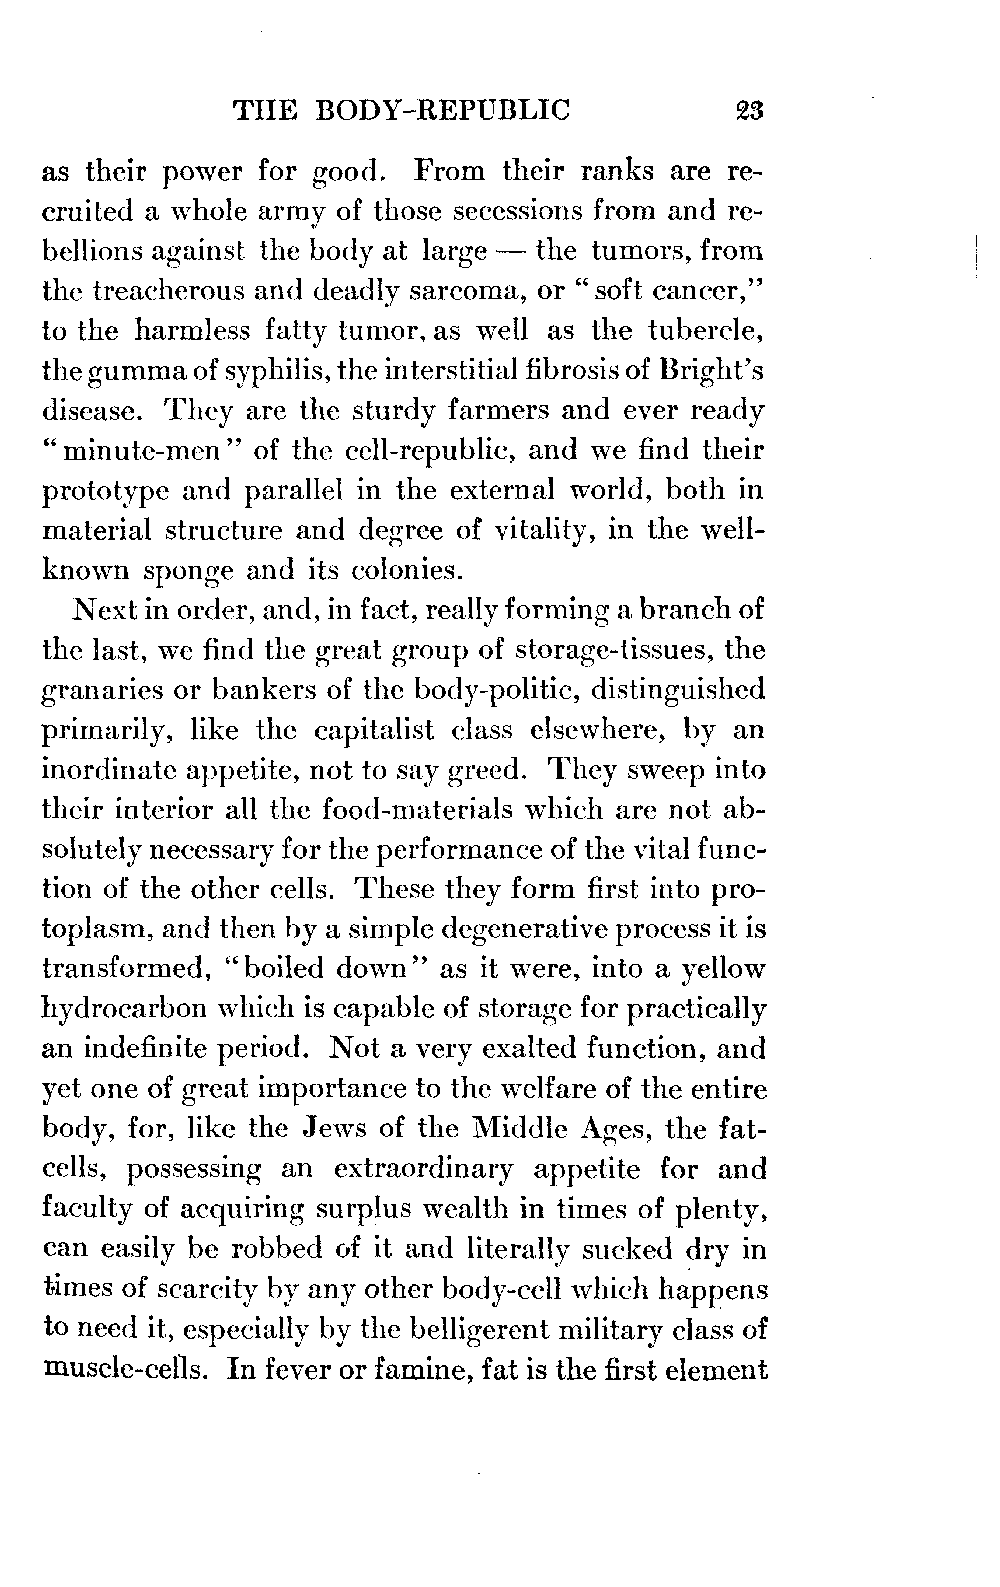 THE BODY-REPUBLIC 23
as their power for good. From their ranks are re-
cruited a whole army of those secessions from and re-
bellions against the body at large — the tumors, from
the treacherous and deadly sarcoma, or "soft cancer,"
to the harmless fatty tumor, as well as the tubercle,
the gumma of syphilis, the interstitial fibrosis of Bright's
disease. They are the sturdy farmers and ever ready
"minute-men" of the cell-republic, and we find their
prototype and parallel in the external world, both in
material structure and degree of vitality, in the well-
known sponge and its colonies.
Next in order, and, in fact, really forming a branch of
the last, we find the great group of storage-tissues, the
granaries or bankers of the body-politic, distinguished
primarily, like the capitalist class elsewhere, by an
inordinate appetite, not to say greed. They sweep into
their interior all the food-materials which are not ab-
solutely necessary for the performance of the vital func-
tion of the other cells. These they form first into pro-
toplasm, and then by a simple degenerative process it is
transformed, "boiled down" as it were, into a yellow
hydrocarbon which is capable of storage for practically
an indefinite period. Not a very exalted function, and
yet one of great importance to the welfare of the entire
body, for, like the Jews of the Middle Ages, the fat-
cells, possessing an extraordinary appetite for and
faculty of acquiring surplus wealth in times of plenty,
can easily be robbed of it and literally sucked dry in
times of scarcity by any other body-cell which happens
to need it, especially by the belligerent military class of
muscle-cells. In fever or famine, fat is the first element